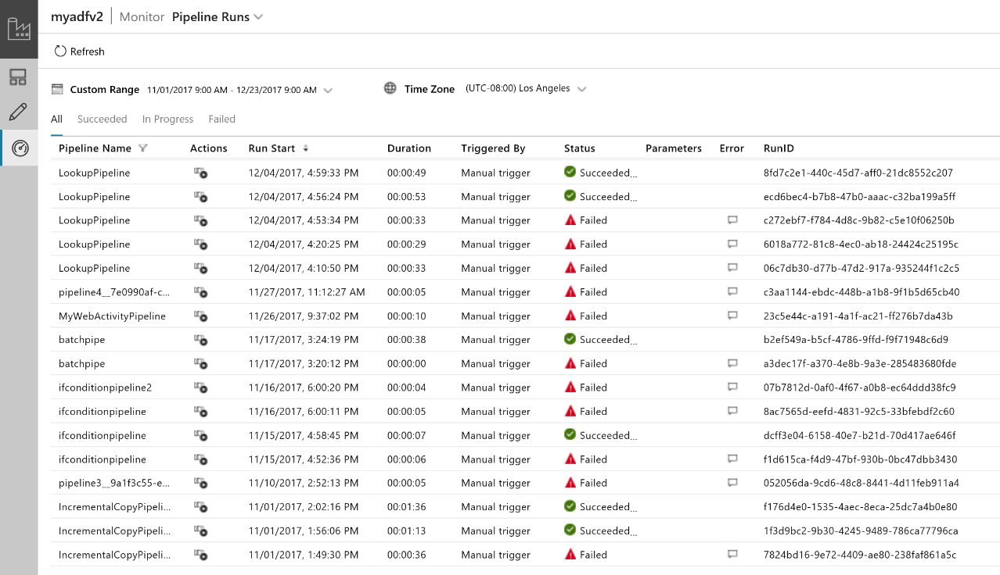 myadfv2 Monitor Pipeline Runs
Refresh
Custom Range 11/01/2017 9:00 AM - 12/23/2017 9:00 AM Time Zone (UTC-08:00) Los Angeles
All Succeeded In Progress Failed
Pipeline Name Actions Run Start Duration Triggered By Status Parameters Error RunID
LookupPipeline 12/04/2017, 4:59:33 PM 00:00:49 Manual trigger Succeeded... 8fd7c2e1-440c-45d7-aff0-21dc8552c207
LookupPipeline 12/04/2017, 4:56:24 PM 00:00:53 Manual trigger Succeeded... ecd6bec4-b7b8-47b0-aaac-c32ba199a5ff
LookupPipeline 12/04/2017, 4:53:34 PM 00:00:33 Manual trigger Failed c272ebf7-f784-4d8c-9b82-c5e10f06250b
LookupPipeline 12/04/2017, 4:20:25 PM 00:00:29 Manual trigger Failed 6018a772-81c8-4ec0-ab18-24424c25195c
LookupPipeline 12/04/2017, 4:10:50 PM 00:00:33 Manual trigger Failed 06c7db30-d77b-47d2-917a-935244f1c2c5
pipeline4__7e0990af-c... 11/27/2017, 11:12:27 AM 00:00:05 Manual trigger Failed c3aa1144-ebdc-448b-a1b8-9f1b5d65cb40
MyWebActivityPipeline 11/26/2017, 9:37:02 PM 00:00:10 Manual trigger Failed 23c5e44c-a191-4a1f-ac21-ff276b7da43b
batchpipe 11/17/2017, 3:24:19 PM 00:00:38 Manual trigger Succeeded... b2ef549a-b5cf-4786-9ffd-f9f71948c6d9
batchpipe 11/17/2017, 3:20:12 PM 00:00:00 Manual trigger Failed a3dec17f-a370-4e8b-9a3e-285483680fde
ifconditionpipeline2 11/16/2017, 6:00:20 PM 00:00:04 Manual trigger Failed 07b7812d-0af0-4f67-a0b8-ec64ddd38fc9
ifconditionpipeline 11/16/2017, 6:00:11 PM 00:00:05 Manual trigger Failed 8ac7565d-eefd-4831-92c5-33bfebdf2c60
ifconditionpipeline 11/15/2017, 4:58:45 PM 00:00:07 Manual trigger Succeeded... dcff3e04-6158-40e7-b21d-70d417ae646f
ifconditionpipeline 11/15/2017, 4:52:36 PM 00:00:06 Manual trigger Failed f1d615ca-f4d9-47bf-930b-0bc47dbb3430
pipeline3__9a1f3c55-e... 11/10/2017, 2:52:13 PM 00:00:05 Manual trigger Failed 052056da-9cd6-48c8-8441-4d11feb911a4
IncrementalCopyPipeli... 11/01/2017, 2:02:16 PM 00:01:36 Manual trigger Succeeded... f176d4e0-1535-4aec-8eca-25dc7a4b0e80
IncrementalCopyPipeli... 11/01/2017, 1:56:06 PM 00:01:13 Manual trigger Succeeded... 1f3d9bc2-9b30-4245-9489-786ca77796ca
IncrementalCopyPipeli... 11/01/2017, 1:49:30 PM 00:00:36 Manual trigger Failed 7824bd16-9e72-4409-ae80-238faf861a5c